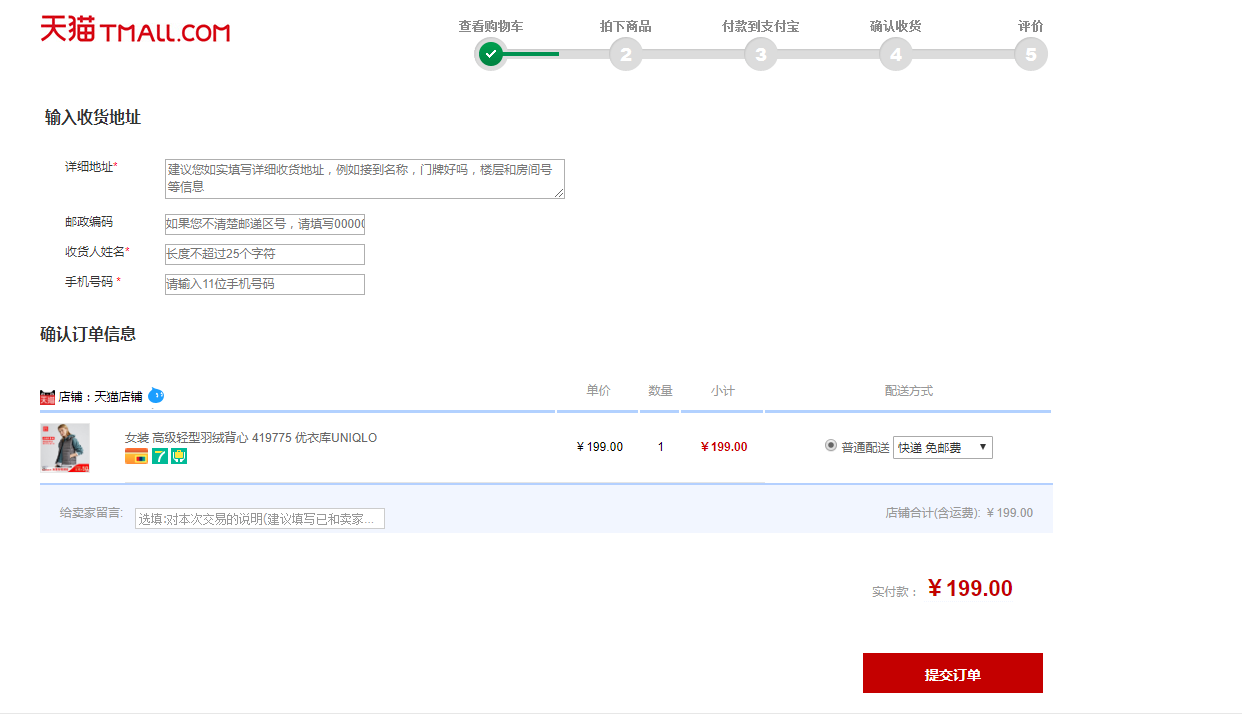 天猫 TMALL.COM
查看购物车 拍下商品 付款到支付宝 确认收货 评价
2 3 4 5
输入收货地址
详细地址*
建议您如实填写详细收货地址，例如接到名称，门牌好吗，楼层和房间号
等信息
邮政编码 如果您不清楚邮递区号，请填写00000
收货人姓名* 长度不超过25个字符
手机号码 * 请输入11位手机号码
确认订单信息
天猫 店铺：天猫店铺 单价 数量 小计 配送方式
女装 高级轻型羽绒背心 419775 优衣库UNIQLO
7
￥199.00 1 ￥199.00 普通配送 快递 免邮费
给卖家留言: 选填:对本次交易的说明(建议填写已和卖家... 店铺合计(含运费): ￥199.00
实付款： ￥199.00
提交订单